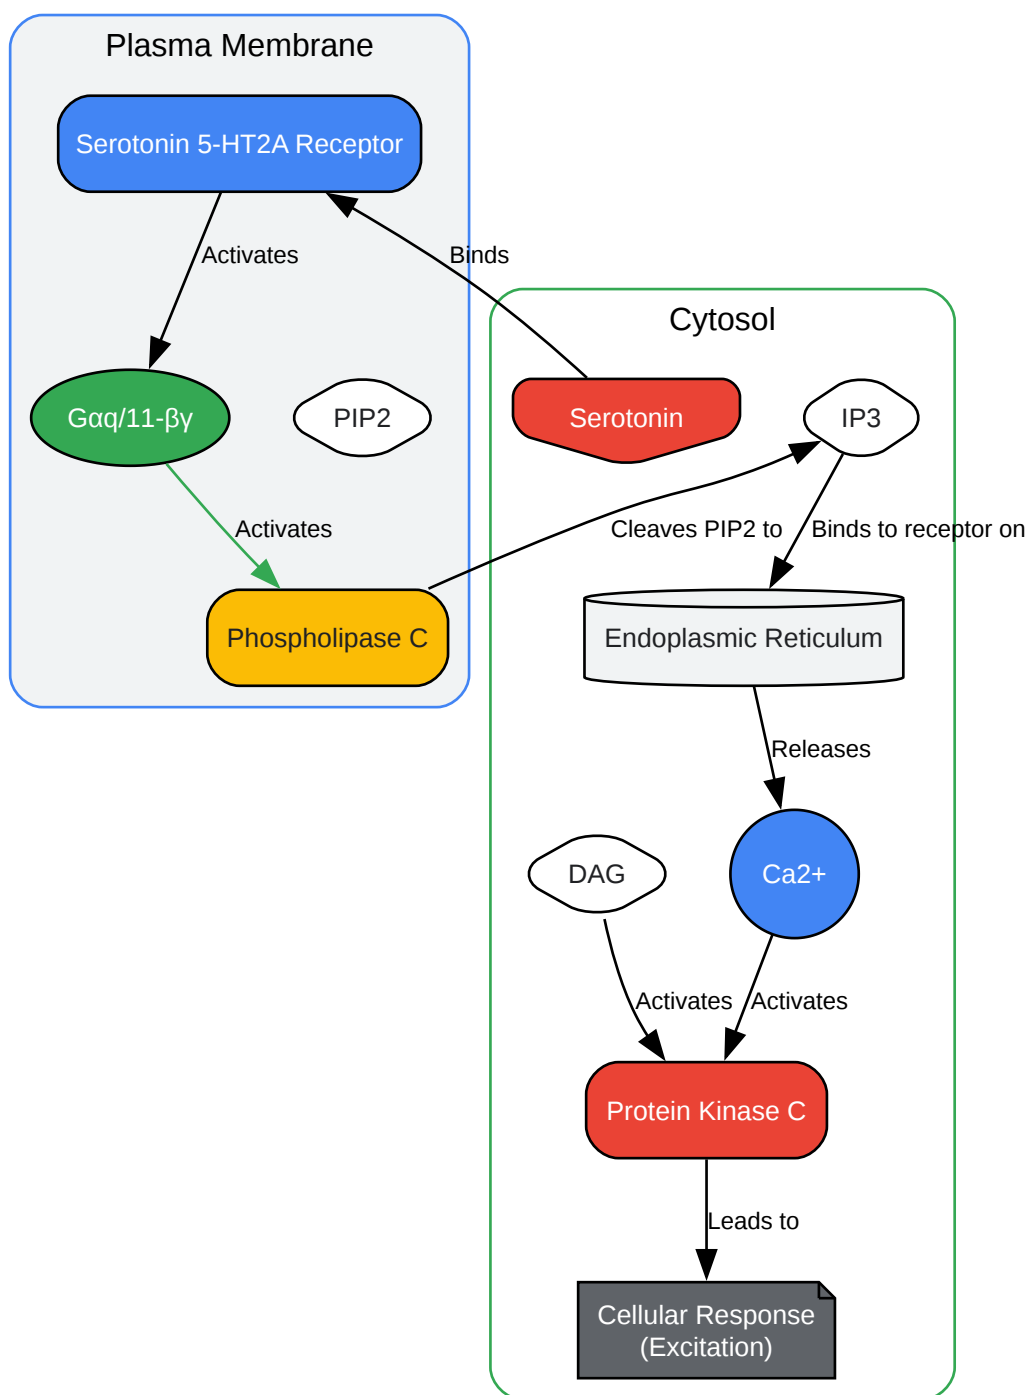 Plasma Membrane
Serotonin 5-HT2A Receptor
Activates
Binds
Cytosol
Gαq/11-βγ
PIP2
Serotonin
IP3
Activates
Cleaves PIP2 to
Binds to receptor on
Phospholipase C
Endoplasmic Reticulum
Releases
DAG
Ca2+
Activates
Activates
Protein Kinase C
Leads to
Cellular Response
(Excitation)